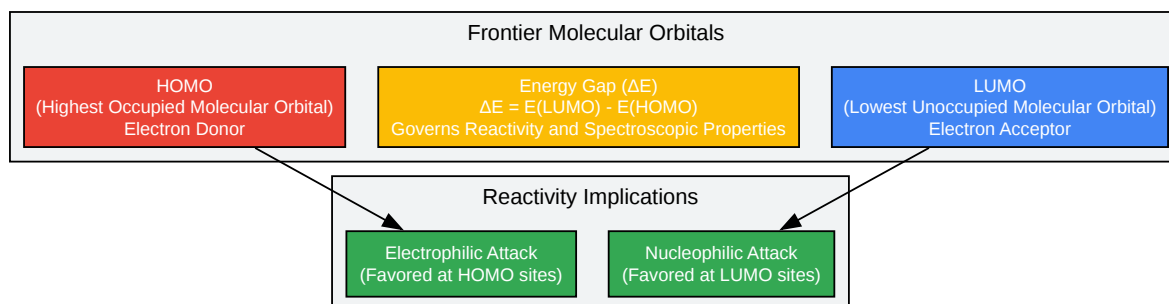 Frontier Molecular Orbitals
HOMO
(Highest Occupied Molecular Orbital)
Electron Donor
Energy Gap (ΔE)
ΔE = E(LUMO) - E(HOMO)
Governs Reactivity and Spectroscopic Properties
LUMO
(Lowest Unoccupied Molecular Orbital)
Electron Acceptor
Reactivity Implications
Electrophilic Attack
(Favored at HOMO sites)
Nucleophilic Attack
(Favored at LUMO sites)